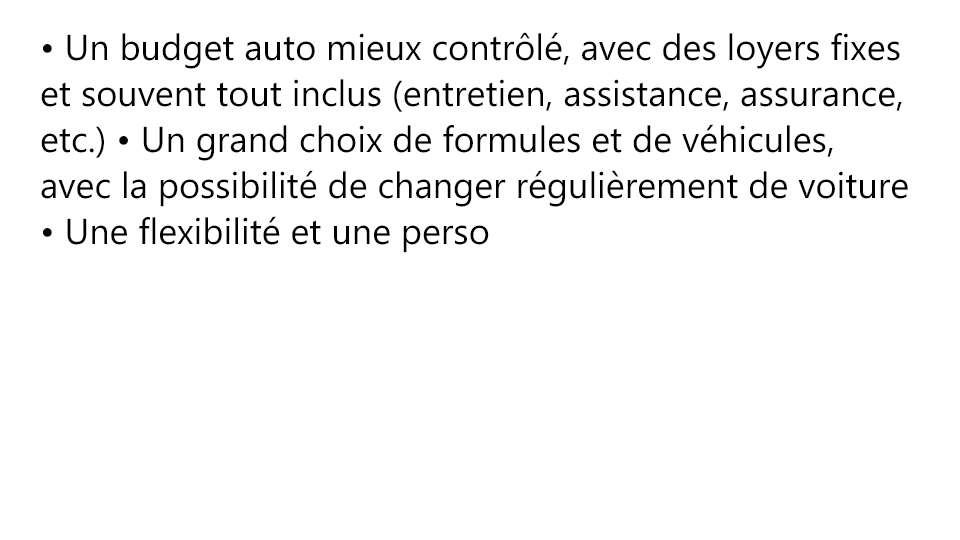 • Un budget auto mieux contrôlé, avec des loyers fixes
et souvent tout inclus (entretien, assistance, assurance,
etc.) • Un grand choix de formules et de véhicules,
avec la possibilité de changer régulièrement de voiture
• Une flexibilité et une perso